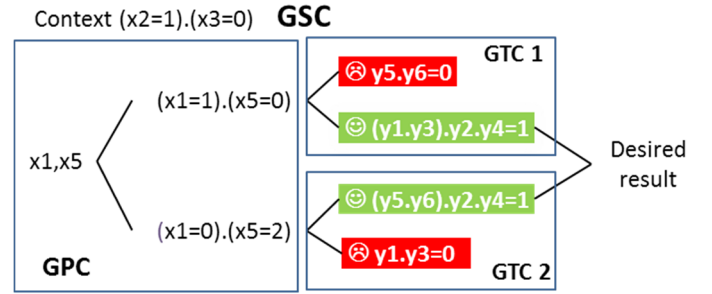 Context (x2=1).(x3=0) GSC
GTC 1
☹ y5.y6=0
(x1=1).(x5=0)
☺ (y1.y3).y2.y4=1
x1,x5
Desired
result
☺ (y5.y6).y2.y4=1
(x1=0).(x5=2)
☹ y1.y3=0
GPC
GTC 2